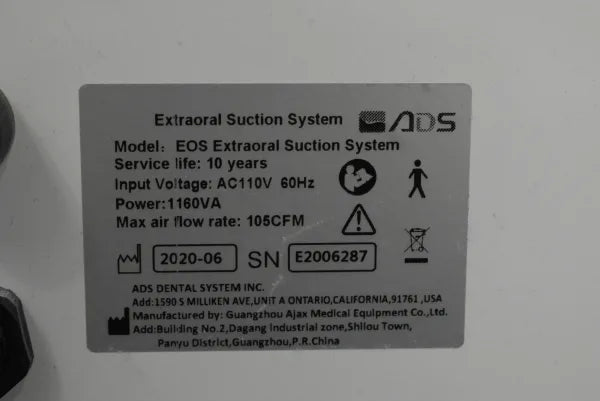 Extraoral Suction System ADS
Model: EOS Extraoral Suction System
Service life: 10 years
Input Voltage: AC110V 60Hz
Power:1160VA
Max air flow rate: 105CFM
2020-06 SN E2006287
ADS DENTAL SYSTEM INC.
Add:1590 S MILLIKEN AVE,UNIT A ONTARIO,CALIFORNIA,91761 ,USA
Manufactured by: Guangzhou Ajax Medical Equipment Co.,Ltd.
Add:Building No.2,Dagang Industrial zone,Shilou Town,
Panyu District,Guangzhou,P.R.China